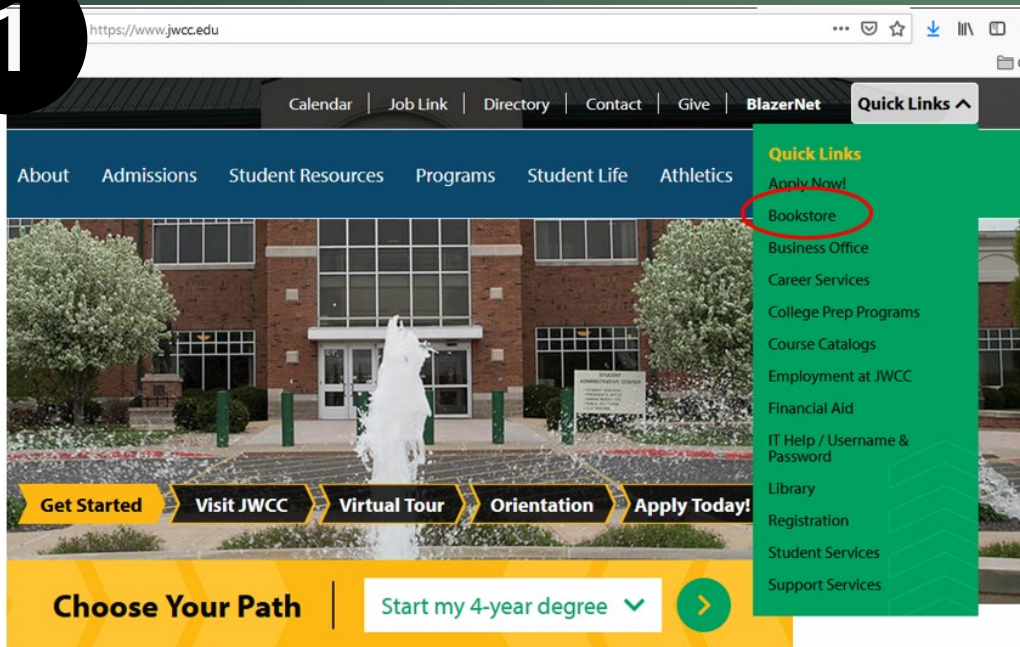 1
https://www.jwcc.edu
Calendar | Job Link | Directory | Contact | Give | BlazerNet Quick Links
About Admissions Student Resources Programs Student Life Athletics
Quick Links
Apply Now!
Bookstore
Business Office
Career Services
College Prep Programs
Course Catalogs
Employment at JWCC
Financial Aid
IT Help / Username &
Password
Library
Registration
Student Services
Support Services
STUDENT
ADMINISTRATIVE CENTER
Get Started Visit JWCC Virtual Tour Orientation Apply Today!
Choose Your Path | Start my 4-year degree